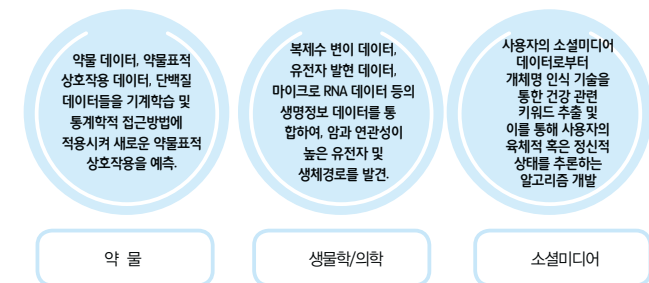 약물 데이터, 약물표적
상호작용 데이터, 단백질
데이터들을 기계학습 및
통계학적 접근방법에
적용시켜 새로운 약물표적
상호작용을 예측.
복제수 변이 데이터,
유전자 발현 데이터,
마이크로 RNA 데이터 등의
생명정보 데이터를 통
합하여, 암과 연관성이
높은 유전자 및
생체경로를 발견.
사용자의 소셜미디어
데이터로부터
개체명 인식 기술을
통한 건강 관련
키워드 추출 및
이를 통해 사용자의
육체적 혹은 정신적
상태를 추론하는
알고리즘 개발
약 물
생물학/의학
소셜미디어